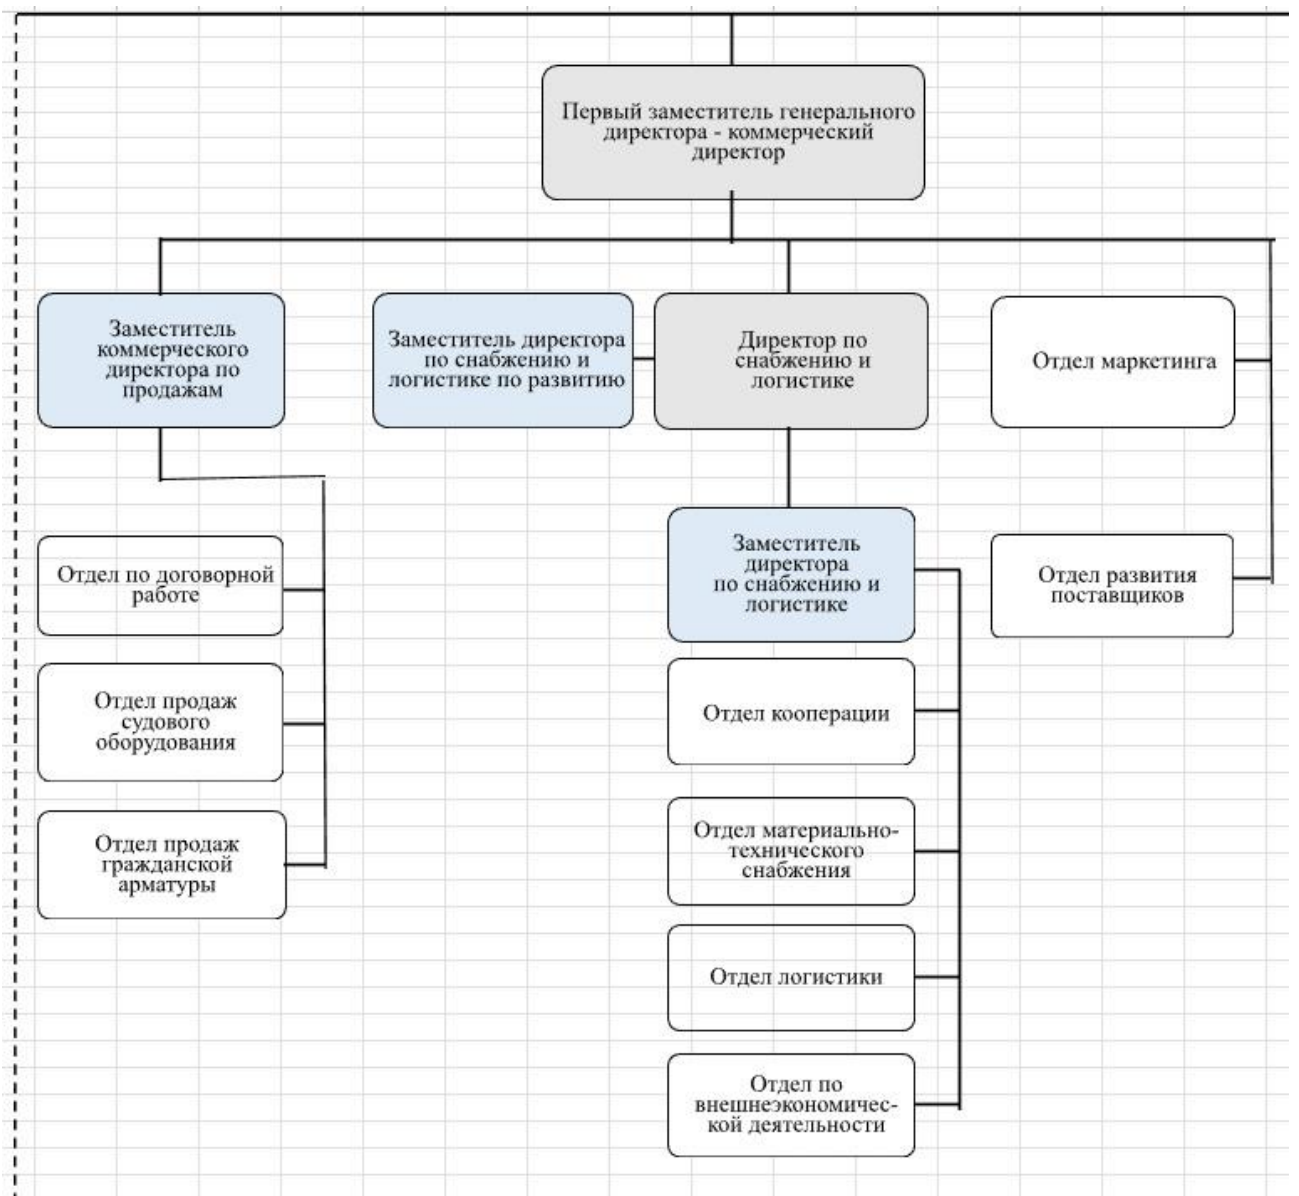 Первый заместитель генерального
директора - коммерческий
директор
Заместитель
коммерческого
директора по
продажам
Заместитель директора
по снабжению и
логистике по развитию
Директор по
снабжению и
логистике
Отдел маркетинга
Заместитель
директора
по снабжению и
логистике
Отдел по договорной
работе
Отдел развития
поставщиков
Отдел продаж
судового
оборудования
Отдел кооперации
Отдел продаж
гражданской
арматуры
Отдел материально-
технического
снабжения
Отдел логистики
Отдел по
внешнеэкономичес-
кой деятельности